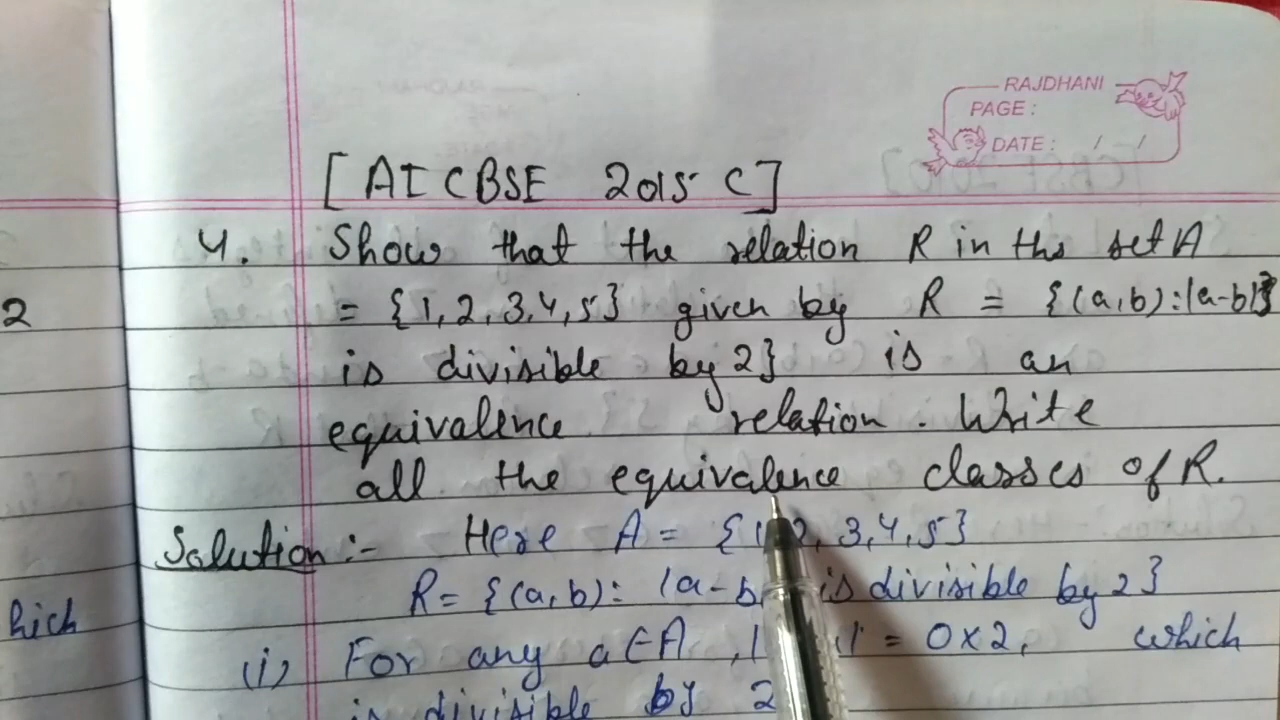 RAJDHANI
PAGE :
DATE : / /
[AI CBSE 2015 C]
4. Show that the relation R in the set A
= {1,2,3,4,5} given by R = {(a,b):|a-b|}
2
is divisible by 2} is an
equivalence relation. Write
all the equivalence classes of R.
Solution :- Here A = {1, 2, 3,4,5}
R= {(a,b): |a-b is divisible by 2}
hich
(i) For any a∈A, | | = 0×2, which
is divisible by 2